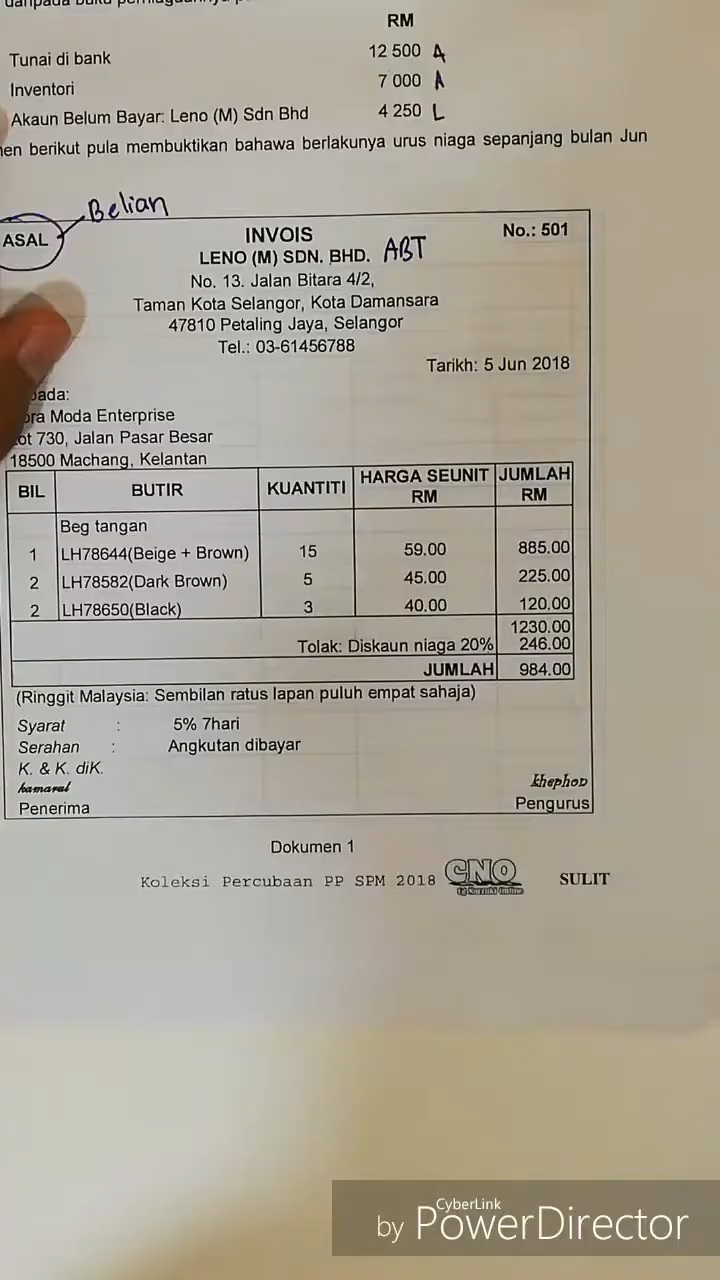 RM
Tunai di bank 12 500 A
Inventori 7 000 A
Akaun Belum Bayar: Leno (M) Sdn Bhd 4 250 L
berikut pula membuktikan bahawa berlakunya urus niaga sepanjang bulan Jun
Belian
ASAL
INVOIS No.: 501
LENO (M) SDN. BHD. ABT
No. 13. Jalan Bitara 4/2,
Taman Kota Selangor, Kota Damansara
47810 Petaling Jaya, Selangor
Tel.: 03-61456788
Tarikh: 5 Jun 2018
Moda Enterprise
730, Jalan Pasar Besar
18500 Machang, Kelantan
BIL BUTIR KUANTITI HARGA SEUNIT RM JUMLAH RM
Beg tangan
1 LH78644(Beige + Brown) 15 59.00 885.00
2 LH78582(Dark Brown) 5 45.00 225.00
2 LH78650(Black) 3 40.00 120.00
1230.00
Tolak: Diskaun niaga 20% 246.00
JUMLAH 984.00
(Ringgit Malaysia: Sembilan ratus lapan puluh empat sahaja)
Syarat : 5% 7hari
Serahan : Angkutan dibayar
K. & K. diK.
kamarul khephop
Penerima Pengurus
Dokumen 1
Koleksi Percubaan PP SPM 2018 CNO SULIT
CyberLink
by PowerDirector